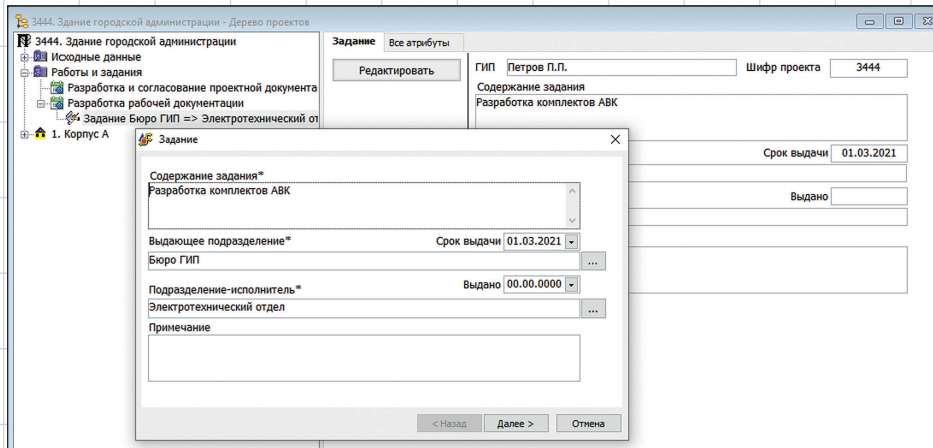 3444. Здание городской администрации - Дерево проектов
3444. Здание городской администрации
Исходные данные
Работы и задания
Разработка и согласование проектной документа
Разработка рабочей документации
Задание Бюро ГИП => Электротехнический от
1. Корпус А
Задание Все атрибуты
Редактировать
ГИП Петров П.П. Шифр проекта 3444
Содержание задания
Разработка комплектов АВК
Срок выдачи 01.03.2021
Выдано
Задание
Содержание задания*
Разработка комплектов АВК
Выдающее подразделение* Срок выдачи 01.03.2021
Бюро ГИП ...
Подразделение-исполнитель* Выдано 00.00.0000
Электротехнический отдел ...
Примечание
< Назад Далее > Отмена